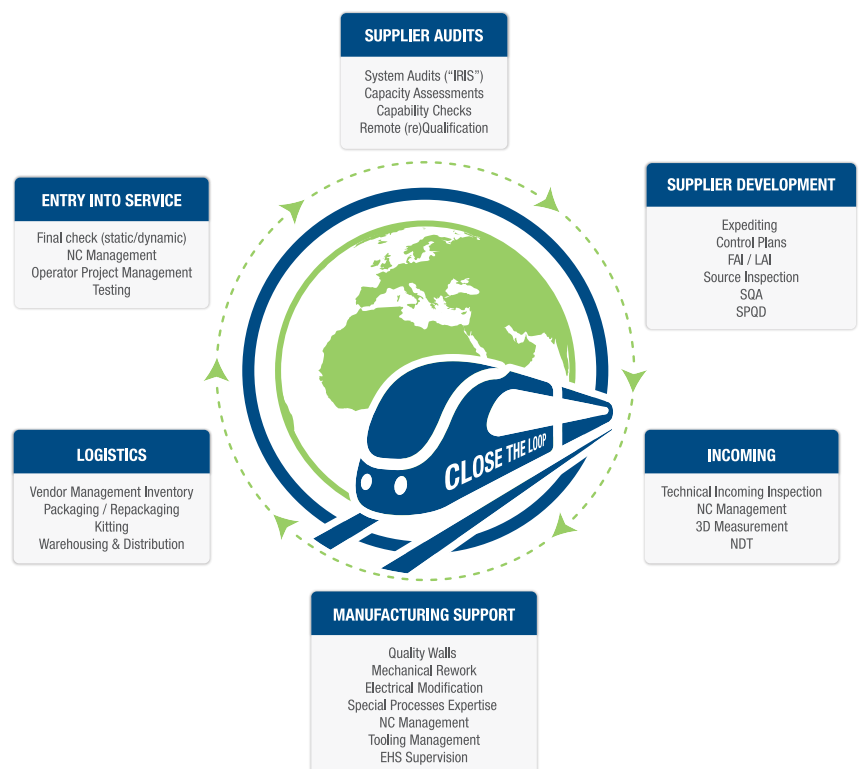 SUPPLIER AUDITS
System Audits (“IRIS”)
Capacity Assessments
Capability Checks
Remote (re)Qualification
SUPPLIER DEVELOPMENT
Expediting
Control Plans
FAI / LAI
Source Inspection
SQA
SPQD
INCOMING
Technical Incoming Inspection
NC Management
3D Measurement
NDT
MANUFACTURING SUPPORT
Quality Walls
Mechanical Rework
Electrical Modification
Special Processes Expertise
NC Management
Tooling Management
EHS Supervision
LOGISTICS
Vendor Management Inventory
Packaging / Repackaging
Kitting
Warehousing & Distribution
ENTRY INTO SERVICE
Final check (static/dynamic)
NC Management
Operator Project Management
Testing
CLOSE THE LOOP